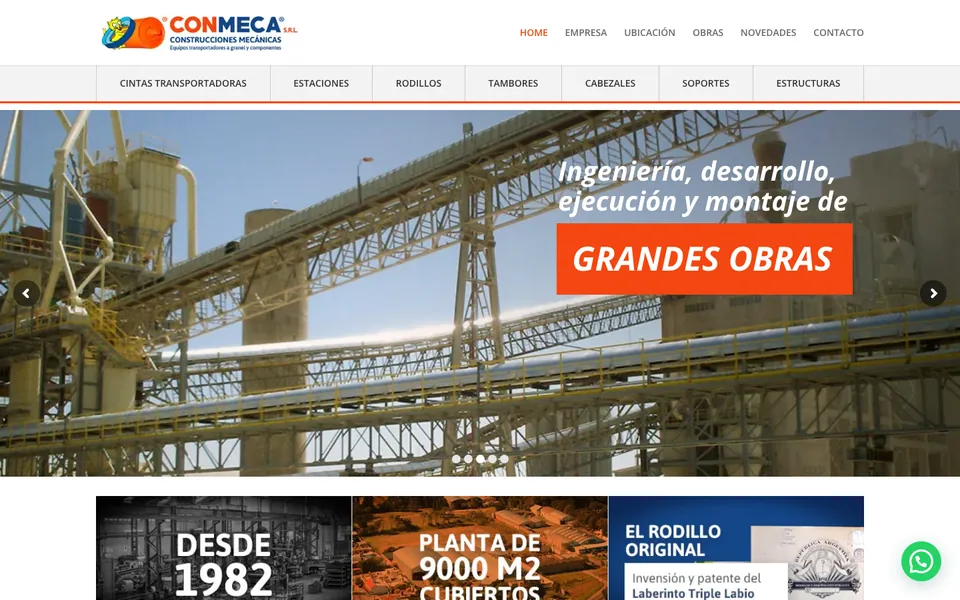 CONMECA S.R.L.
CONSTRUCCIONES MECÁNICAS
Equipos transportadores a granel y componentes
HOME EMPRESA UBICACIÓN OBRAS NOVEDADES CONTACTO
CINTAS TRANSPORTADORAS ESTACIONES RODILLOS TAMBORES CABEZALES SOPORTES ESTRUCTURAS
Ingeniería, desarrollo,
ejecución y montaje de
GRANDES OBRAS
DESDE
1982
PLANTA DE
9000 M2
CUBIERTOS
EL RODILLO
ORIGINAL
Invensión y patente del
Laberinto Triple Labio
REPUBLICA ARGENTINA